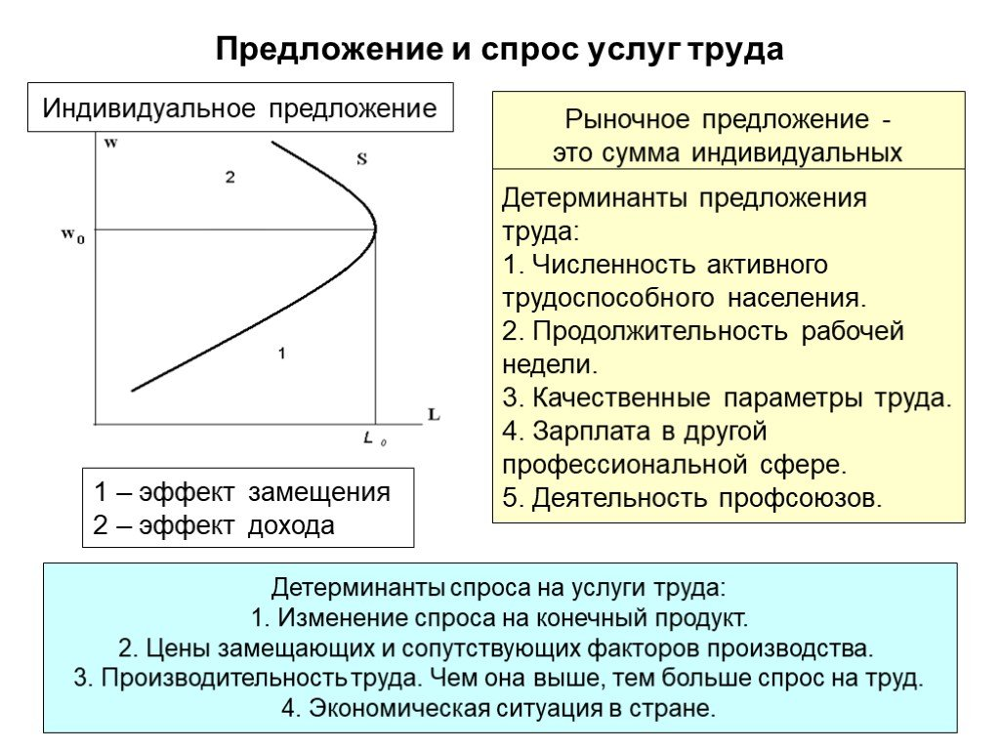 Предложение и спрос услуг труда
Индивидуальное предложение
w
S
2
w₀
1
L
L ₀
1 – эффект замещения
2 – эффект дохода
Рыночное предложение -
это сумма индивидуальных
Детерминанты предложения
труда:
1. Численность активного
трудоспособного населения.
2. Продолжительность рабочей
недели.
3. Качественные параметры труда.
4. Зарплата в другой
профессиональной сфере.
5. Деятельность профсоюзов.
Детерминанты спроса на услуги труда:
1. Изменение спроса на конечный продукт.
2. Цены замещающих и сопутствующих факторов производства.
3. Производительность труда. Чем она выше, тем больше спрос на труд.
4. Экономическая ситуация в стране.